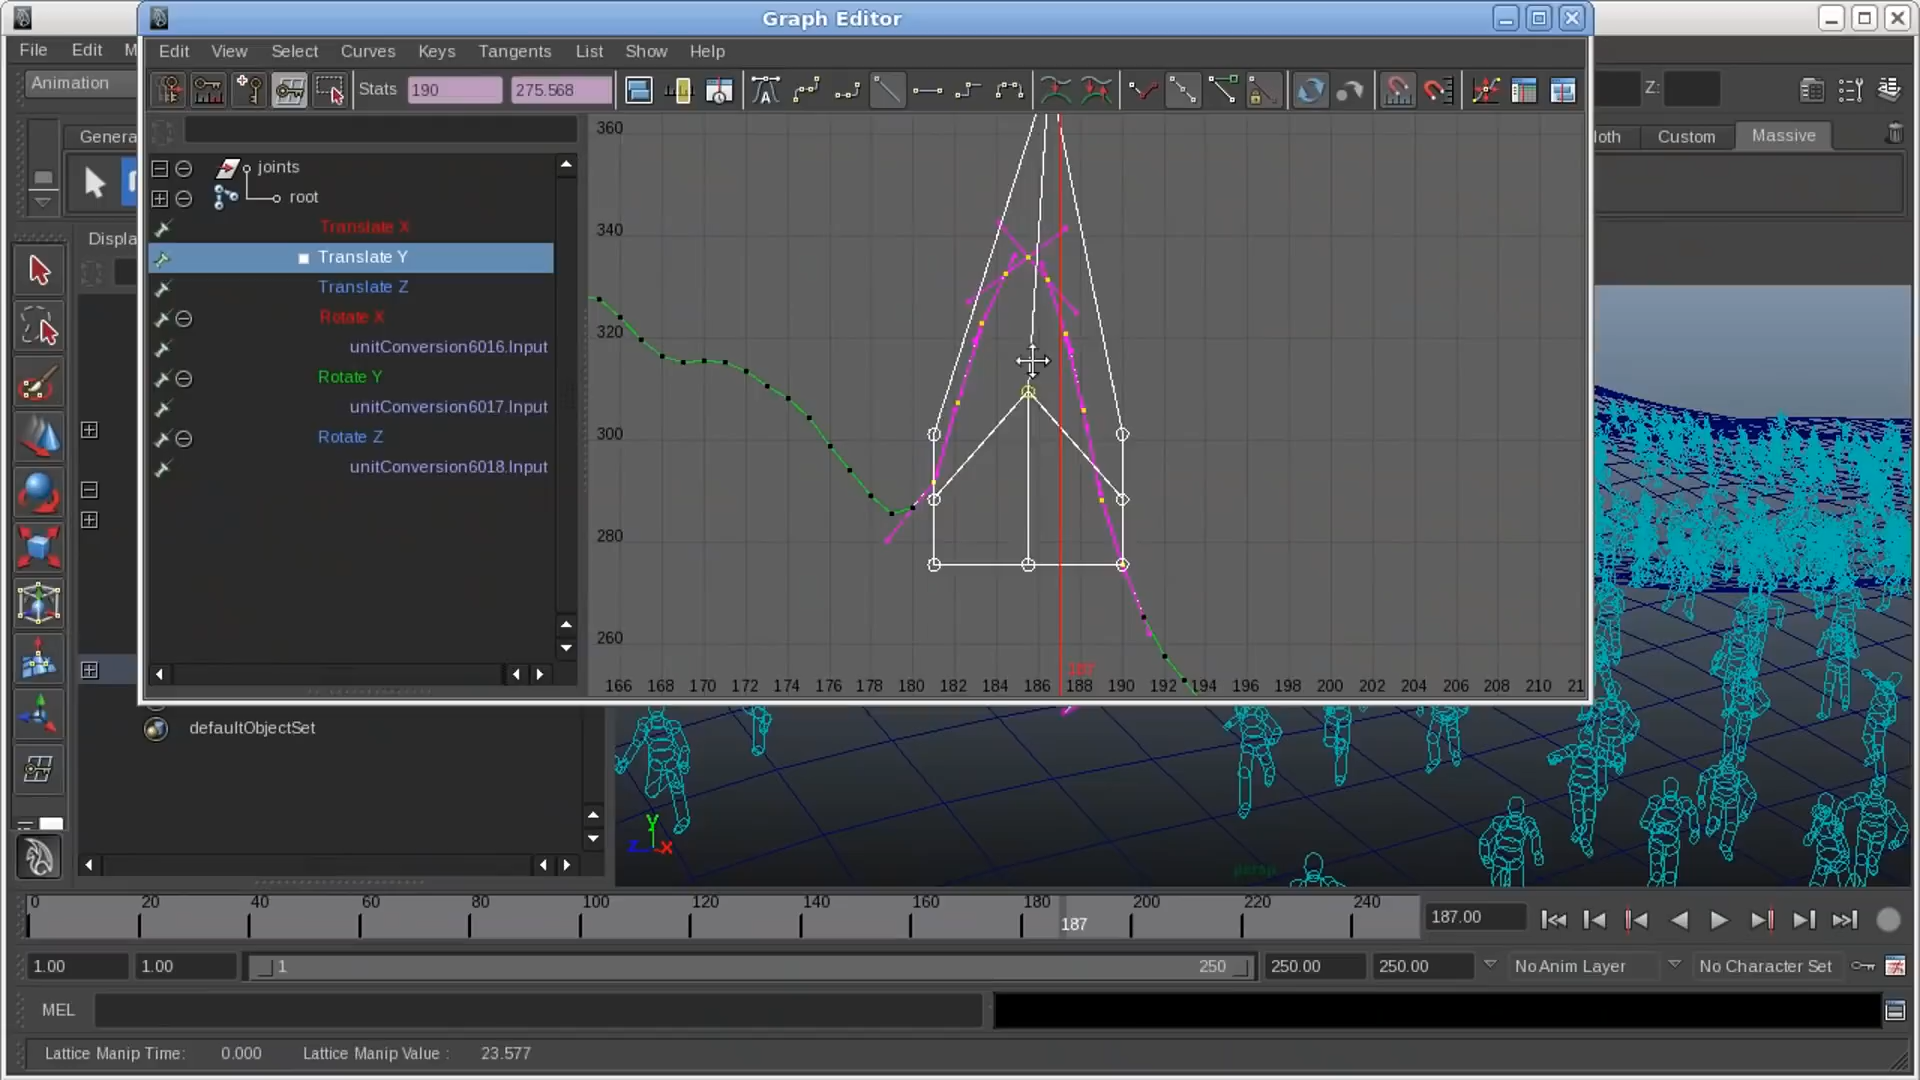 Graph Editor
File Edit M
Edit View Select Curves Keys Tangents List Show Help
Animation
Stats 190 275.568
Z:
Genera
loth Custom Massive
Displa
joints
root
Translate X
Translate Y
Translate Z
Rotate X
unitConversion6016.Input
Rotate Y
unitConversion6017.Input
Rotate Z
unitConversion6018.Input
360
340
320
300
280
260
187
166 168 170 172 174 176 178 180 182 184 186 188 190 192 194 196 198 200 202 204 206 208 210 21
defaultObjectSet
Y
Z X
persp
0 20 40 60 80 100 120 140 160 180 200 220 240
187
187.00
1.00 1.00 1 250 250.00 250.00 No Anim Layer No Character Set
MEL
Lattice Manip Time: 0.000 Lattice Manip Value : 23.577